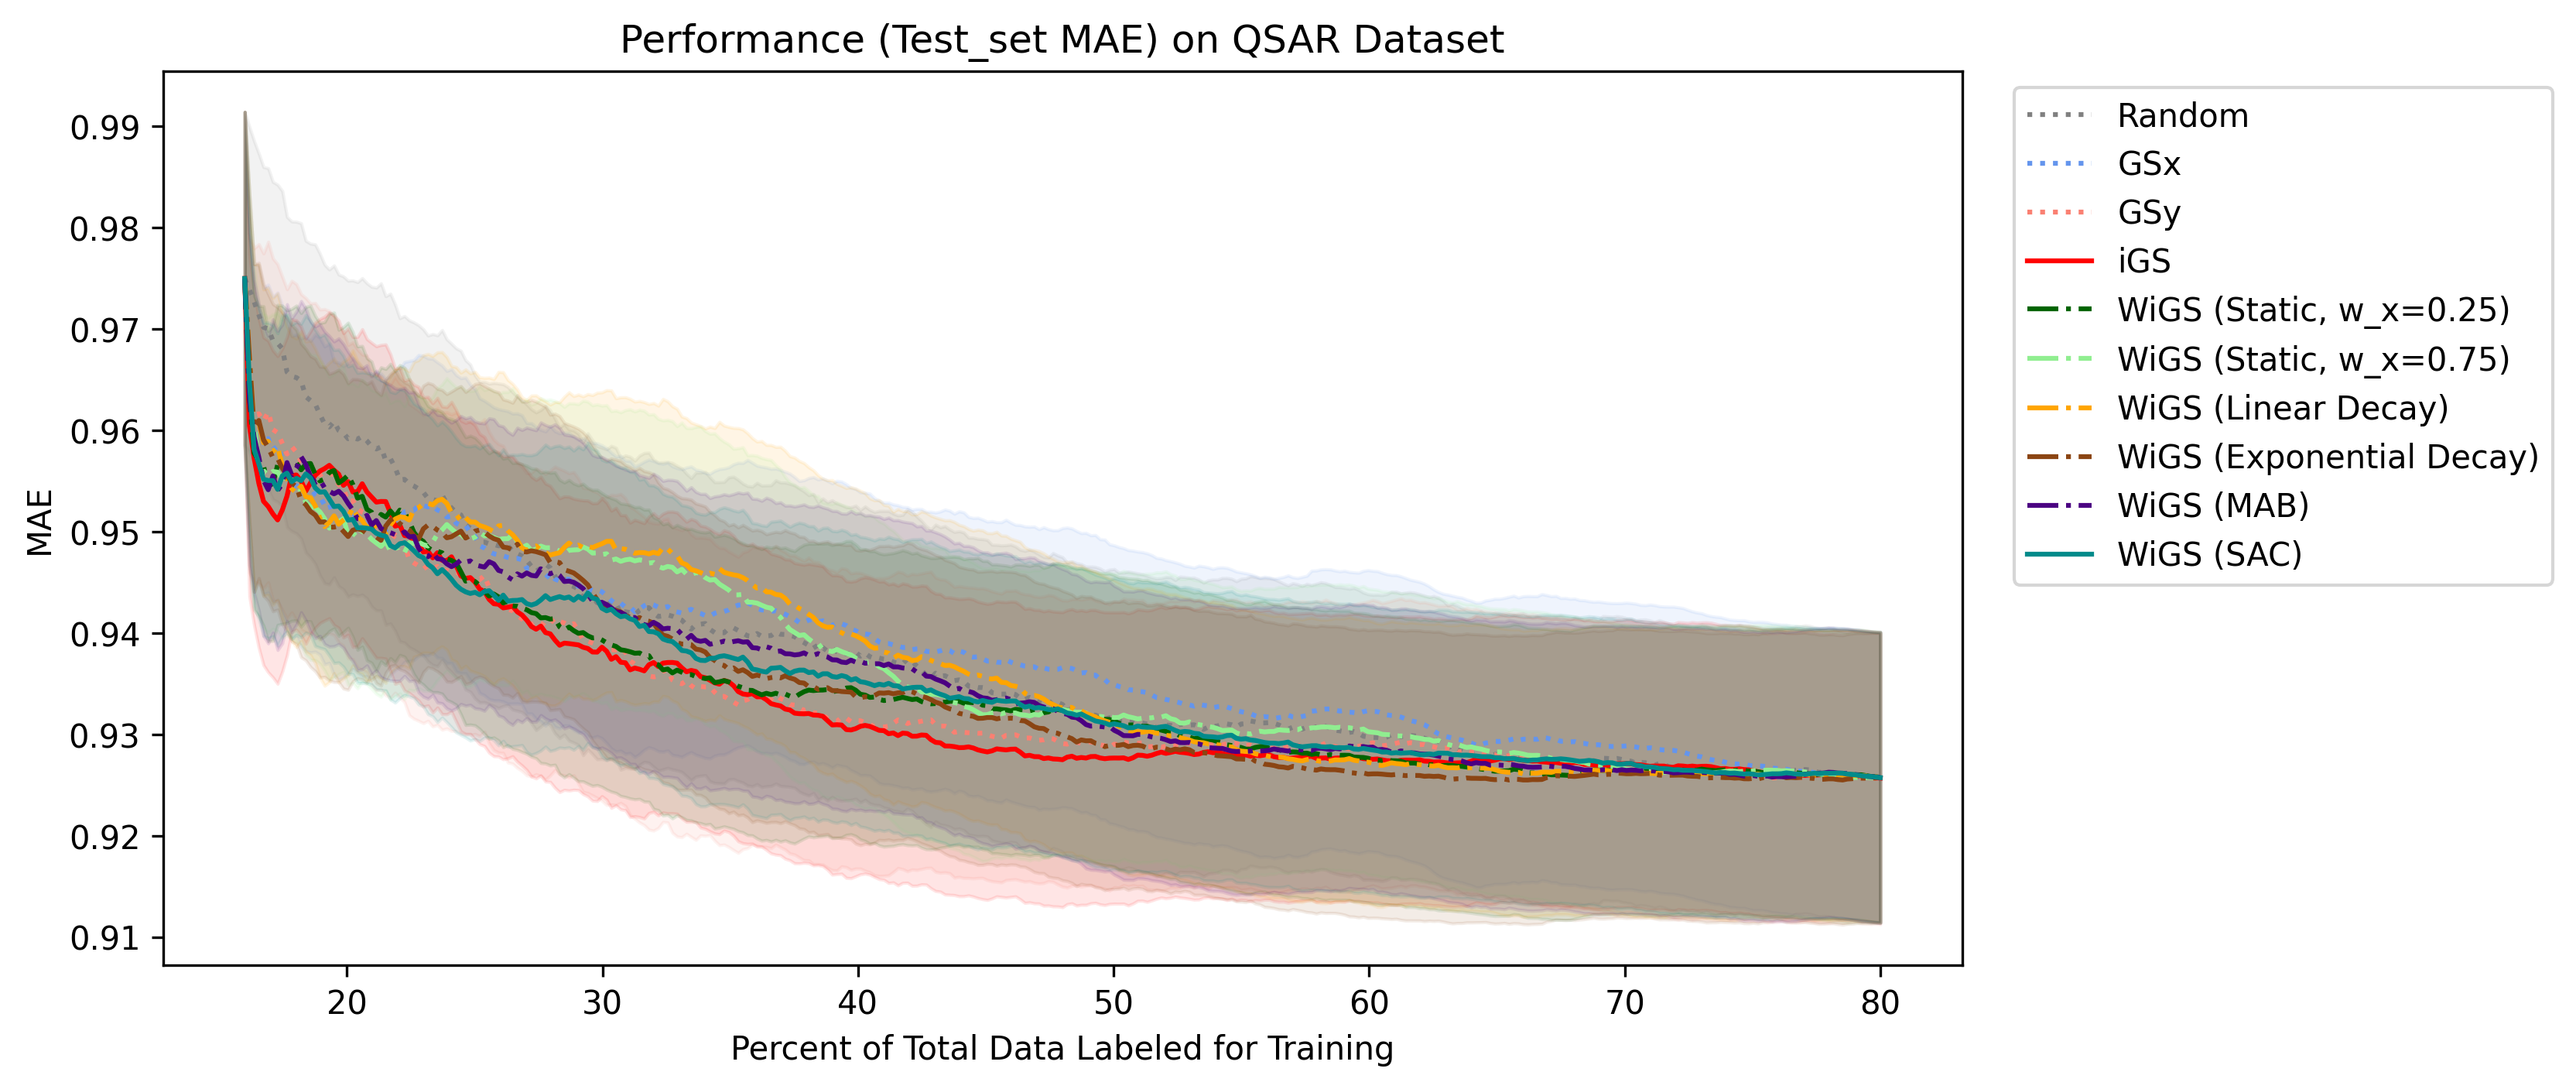 Performance (Test_set MAE) on QSAR Dataset
MAE
0.99
0.98
0.97
0.96
0.95
0.94
0.93
0.92
0.91
20 30 40 50 60 70 80
Percent of Total Data Labeled for Training
Random
GSx
GSy
iGS
WiGS (Static, w_x=0.25)
WiGS (Static, w_x=0.75)
WiGS (Linear Decay)
WiGS (Exponential Decay)
WiGS (MAB)
WiGS (SAC)